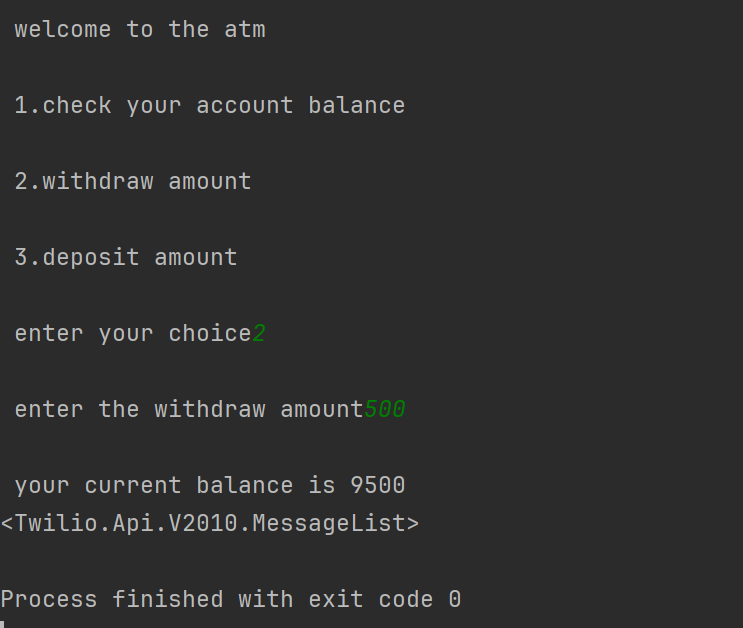 welcome to the atm
1.check your account balance
2.withdraw amount
3.deposit amount
enter your choice2
enter the withdraw amount500
your current balance is 9500
<Twilio.Api.V2010.MessageList>
Process finished with exit code 0